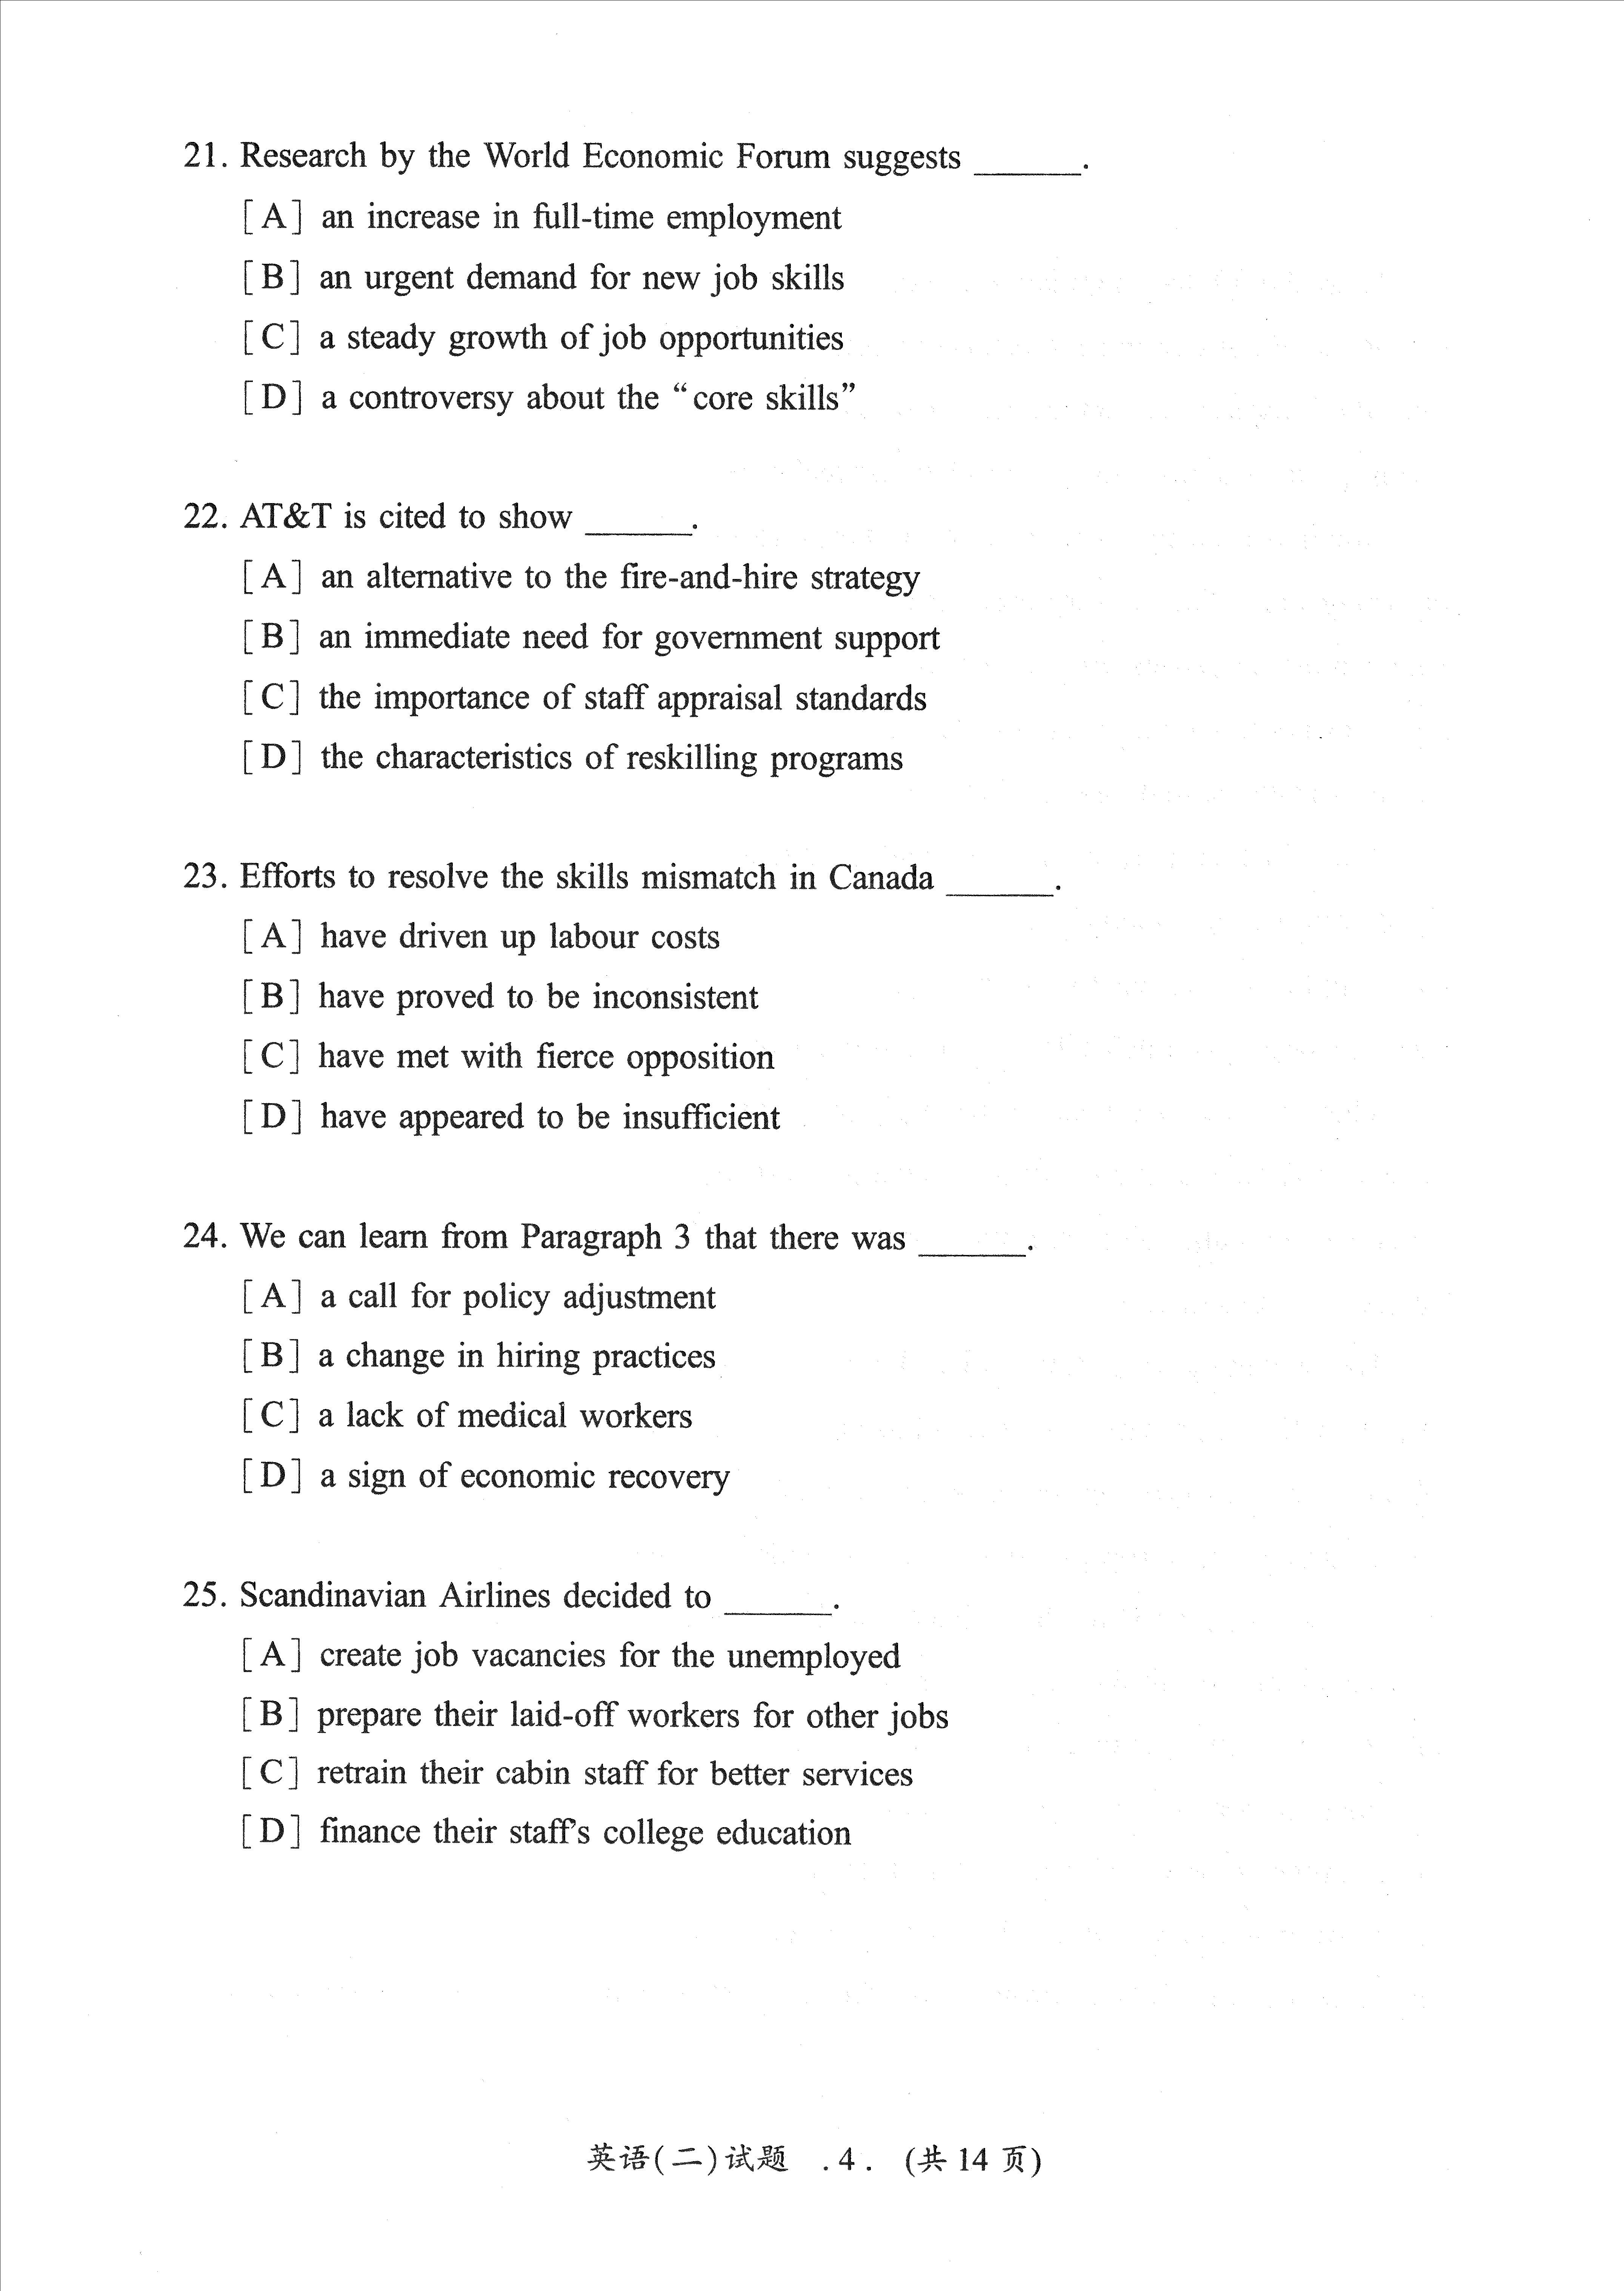 21. Research by the World Economic Forum suggests ______.
[A] an increase in full-time employment
[B] an urgent demand for new job skills
[C] a steady growth of job opportunities
[D] a controversy about the “core skills”
22. AT&T is cited to show ______.
[A] an alternative to the fire-and-hire strategy
[B] an immediate need for government support
[C] the importance of staff appraisal standards
[D] the characteristics of reskilling programs
23. Efforts to resolve the skills mismatch in Canada ______.
[A] have driven up labour costs
[B] have proved to be inconsistent
[C] have met with fierce opposition
[D] have appeared to be insufficient
24. We can learn from Paragraph 3 that there was ______.
[A] a call for policy adjustment
[B] a change in hiring practices
[C] a lack of medical workers
[D] a sign of economic recovery
25. Scandinavian Airlines decided to ______.
[A] create job vacancies for the unemployed
[B] prepare their laid-off workers for other jobs
[C] retrain their cabin staff for better services
[D] finance their staff's college education
英语(二)试题 .4. (共14页)